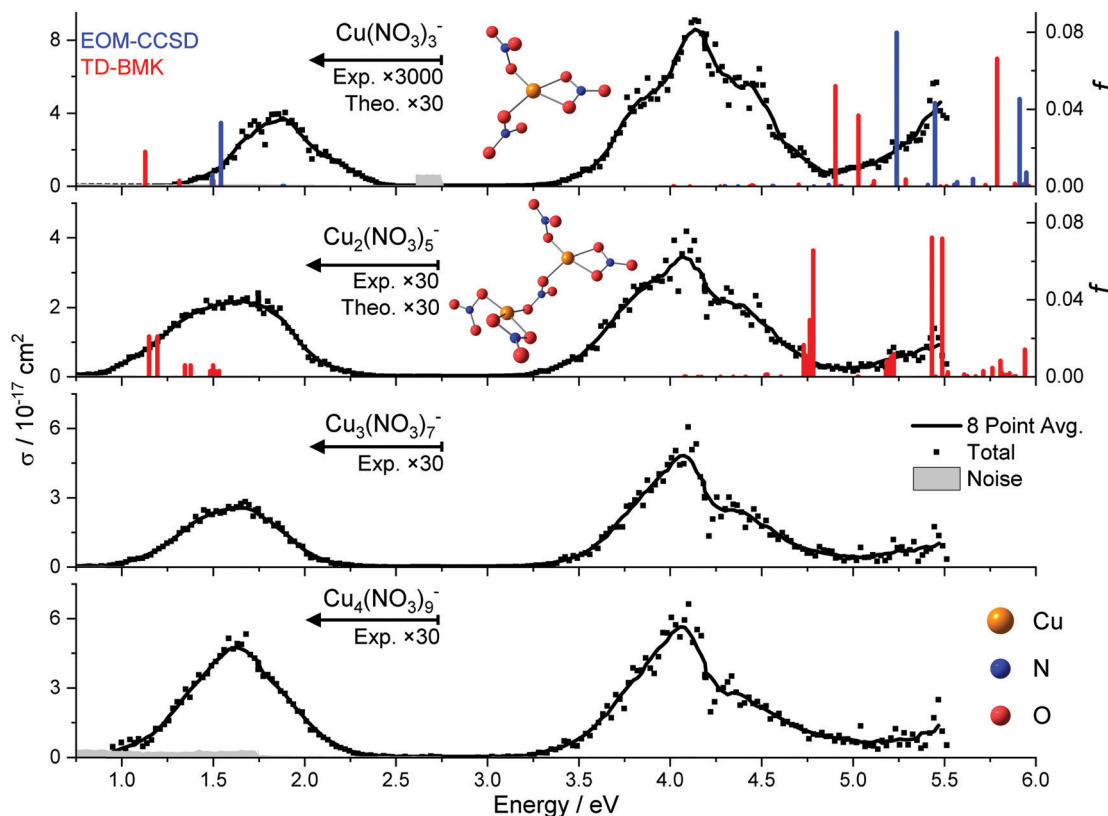 EOM-CCSD
TD-BMK
Cu(NO₃)₃⁻
Exp. ×3000
Theo. ×30
8
4
0
0.08
0.04
0.00
f
Cu₂(NO₃)₅⁻
Exp. ×30
Theo. ×30
4
2
0
0.08
0.04
0.00
f
σ / 10⁻¹⁷ cm²
Cu₃(NO₃)₇⁻
Exp. ×30
8 Point Avg.
Total
Noise
6
3
0
Cu₄(NO₃)₉⁻
Exp. ×30
Cu
N
O
6
3
0
1.0 1.5 2.0 2.5 3.0 3.5 4.0 4.5 5.0 5.5 6.0
Energy / eV